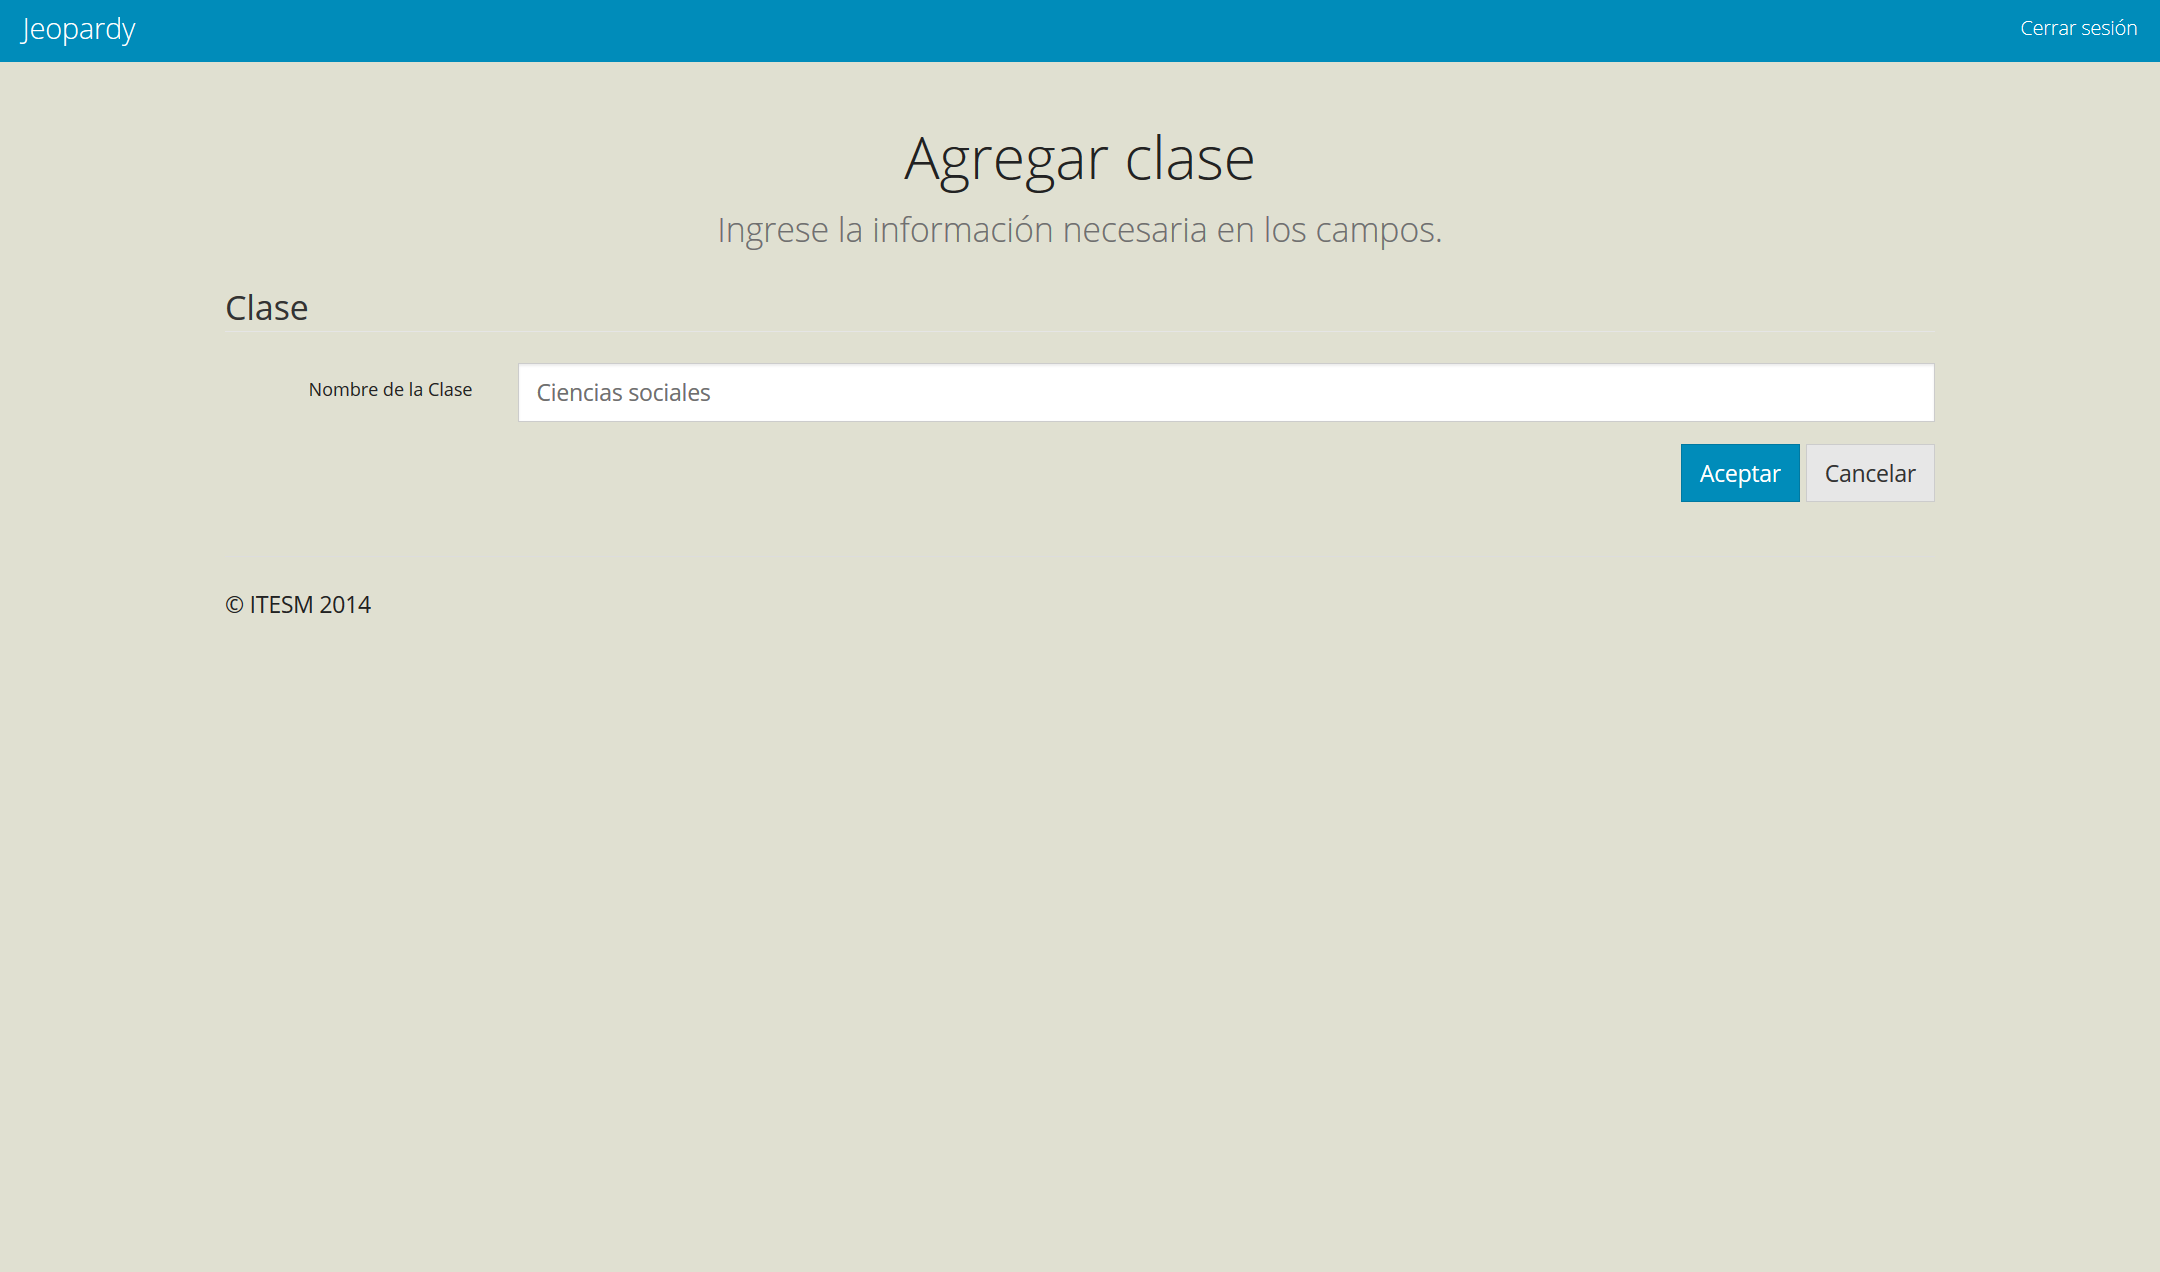 Jeopardy
Cerrar sesión
Agregar clase
Ingrese la información necesaria en los campos.
Clase
Nombre de la Clase
Ciencias sociales
Aceptar
Cancelar
© ITESM 2014